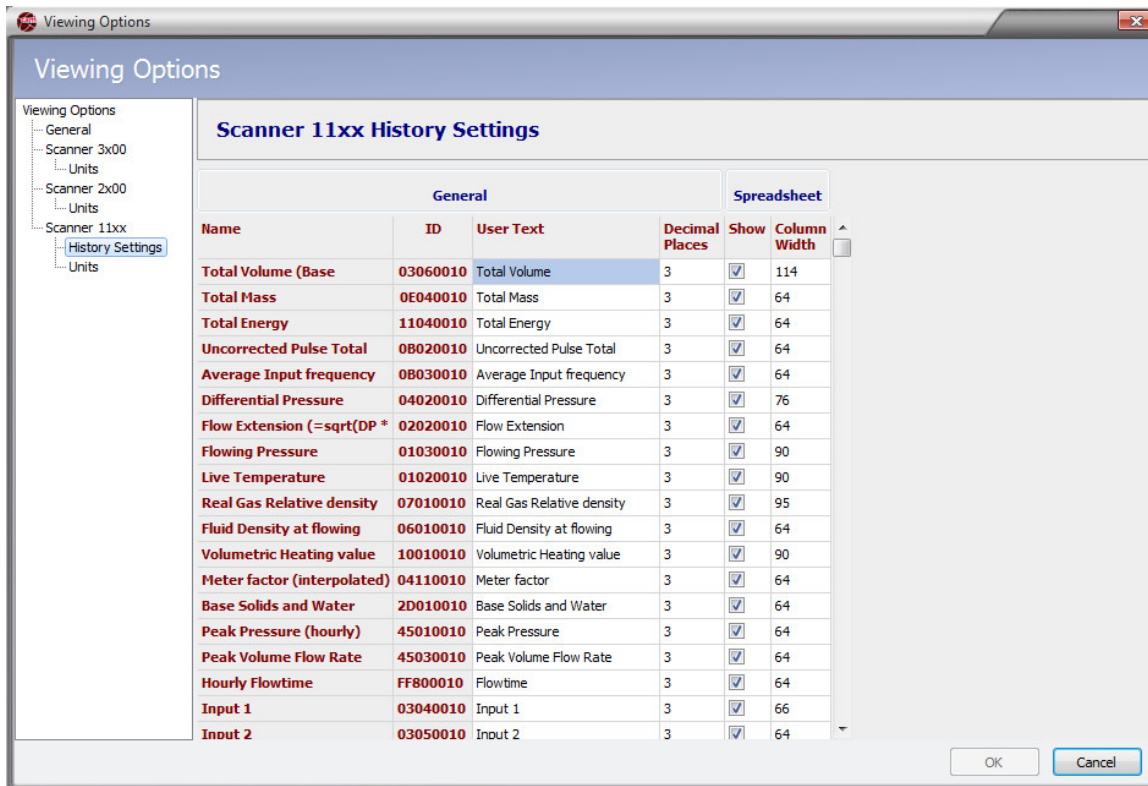 Viewing Options
Viewing Options
Viewing Options
General
Scanner 3x00
Units
Scanner 2x00
Units
Scanner 11xx
History Settings
Units
Scanner 11xx History Settings
General Spreadsheet
Name ID User Text Decimal Places Show Column Width
Total Volume (Base 03060010 Total Volume 3 114
Total Mass 0E040010 Total Mass 3 64
Total Energy 11040010 Total Energy 3 64
Uncorrected Pulse Total 0B020010 Uncorrected Pulse Total 3 64
Average Input frequency 0B030010 Average Input frequency 3 64
Differential Pressure 04020010 Differential Pressure 3 76
Flow Extension (=sqrt(DP * 02020010 Flow Extension 3 64
Flowing Pressure 01030010 Flowing Pressure 3 90
Live Temperature 01020010 Live Temperature 3 90
Real Gas Relative density 07010010 Real Gas Relative density 3 95
Fluid Density at flowing 06010010 Fluid Density at flowing 3 64
Volumetric Heating value 10010010 Volumetric Heating value 3 90
Meter factor (interpolated) 04110010 Meter factor 3 64
Base Solids and Water 2D010010 Base Solids and Water 3 64
Peak Pressure (hourly) 45010010 Peak Pressure 3 64
Peak Volume Flow Rate 45030010 Peak Volume Flow Rate 3 64
Hourly Flowtime FF800010 Flowtime 3 64
Input 1 03040010 Input 1 3 66
Input 2 03050010 Input 2 3 64
OK Cancel